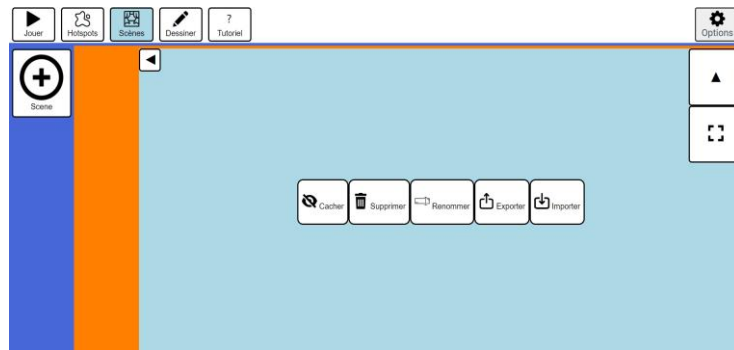 Jouer
Hotspots
Scènes
Dessiner
?
Tutoriel
Options
Scene
Cacher
Supprimer
Renommer
Exporter
Importer